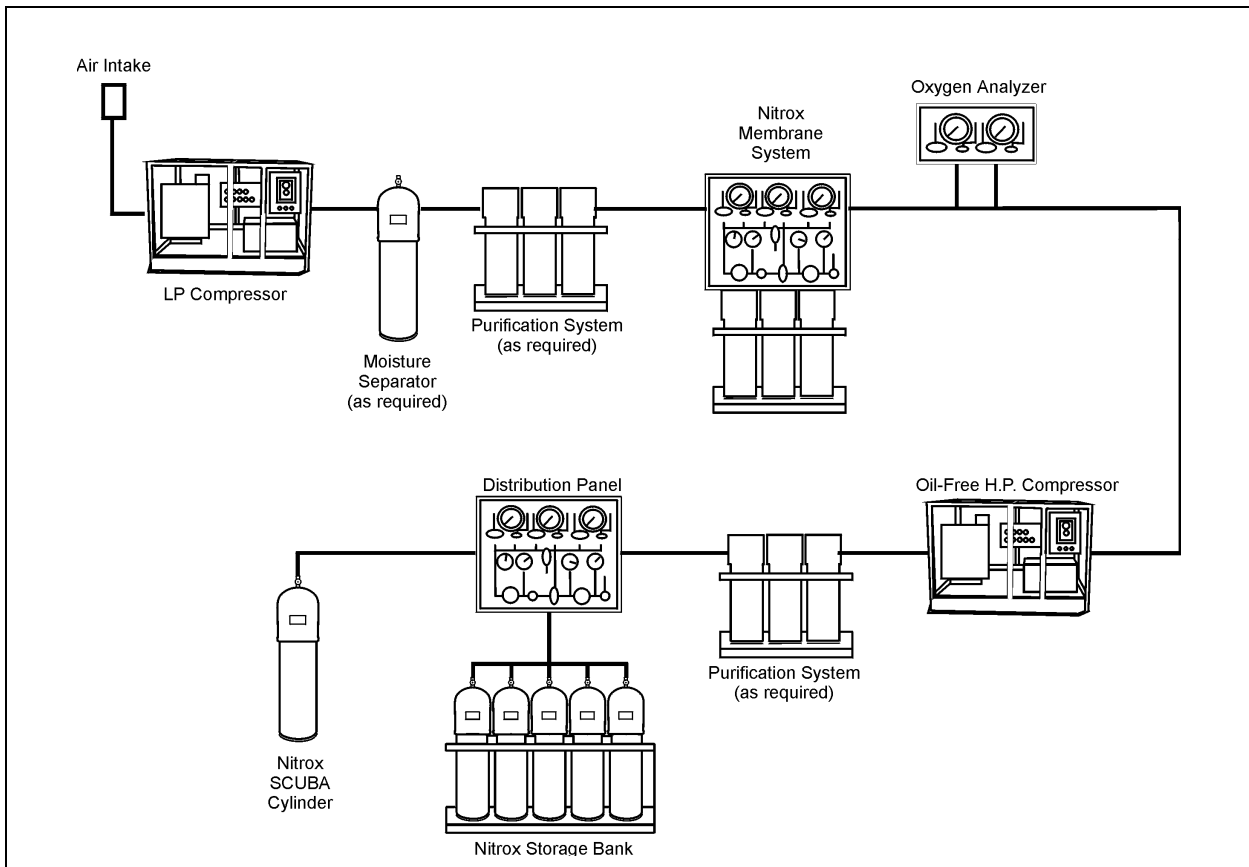 Air Intake
LP Compressor
Moisture
Separator
(as required)
Purification System
(as required)
Nitrox
Membrane
System
Oxygen Analyzer
Oil-Free H.P. Compressor
Purification System
(as required)
Distribution Panel
Nitrox Storage Bank
Nitrox
SCUBA
Cylinder